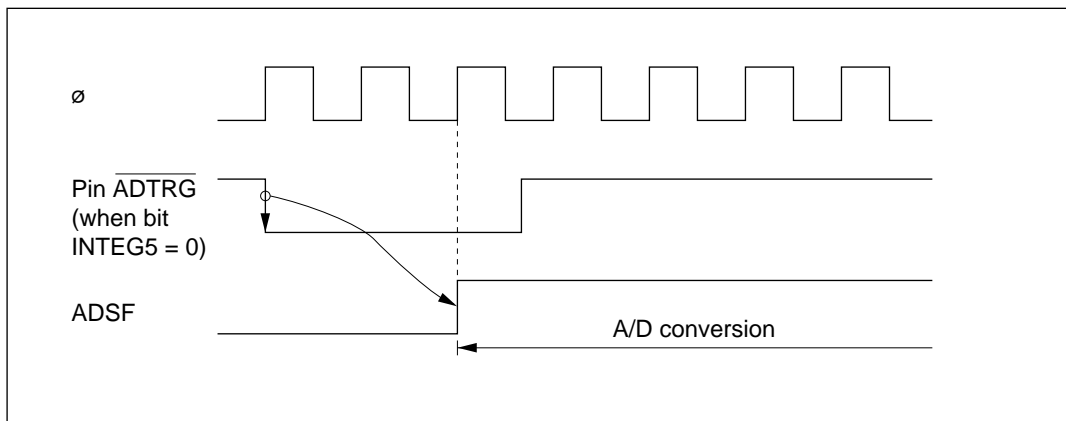 ø
Pin ADTRG
(when bit
INTEG5 = 0)
ADSF
A/D conversion